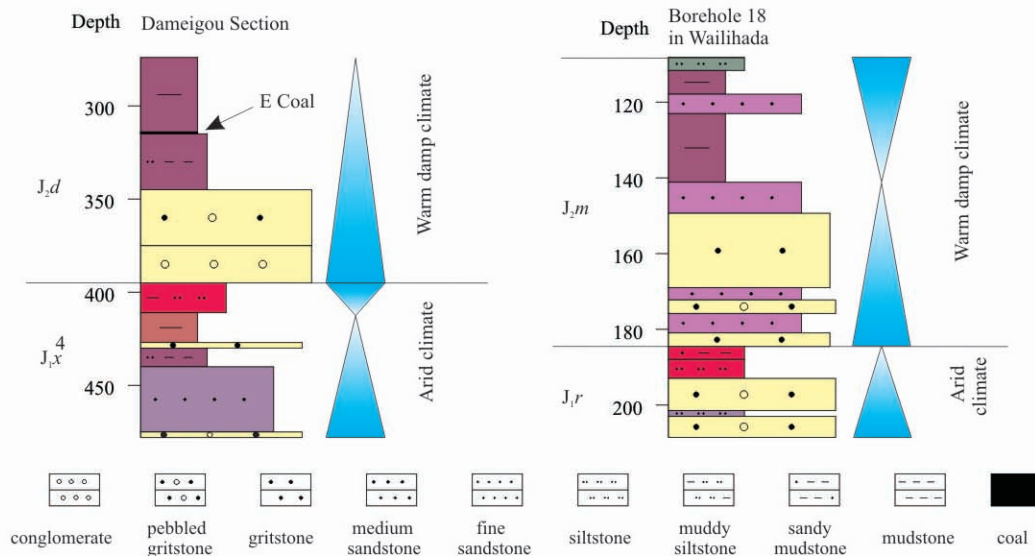 Depth
Dameigou Section
300
E Coal
J₂d
350
400
J₁x⁴
450
Warm damp climate
Arid climate
Depth
Borehole 18
in Wailihada
120
140
J₂m
160
180
J₁r
200
Warm damp climate
Arid
climate
conglomerate
pebbled
gritstone
gritstone
medium
sandstone
fine
sandstone
siltstone
muddy
siltstone
sandy
mudstone
mudstone
coal